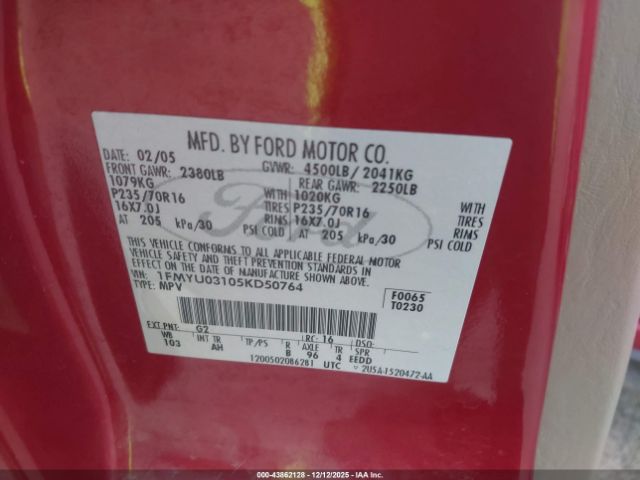 MFD. BY FORD MOTOR CO.
DATE: 02/05 GVWR: 4500LB/ 2041KG
FRONT GAWR: 2380LB REAR GAWR: 2250LB
1079KG WITH 1020KG WITH
P235/70R16 TIRES P235/70R16 TIRES
16X7.0J RIMS 16X7.0J RIMS
AT 205 kPa/30 PSI COLD AT 205 kPa/30 PSI COLD
Ford
THIS VEHICLE CONFORMS TO ALL APPLICABLE FEDERAL MOTOR
VEHICLE SAFETY AND THEFT PREVENTION STANDARDS IN
EFFECT ON THE DATE OF MANUFACTURE SHOWN ABOVE.
VIN: 1FMYU03105KD50764
TYPE: MPV
F0065
T0230
EXT PNT: G2 RC: 16 DSO:
WB INT TR TP/PS R AXLE TR SPR
103 AH B 96 4 EEDD
UTC
1200502086281 2U5A-1520472-AA
00-43862128 - 12/12/2025 - IAA Inc.